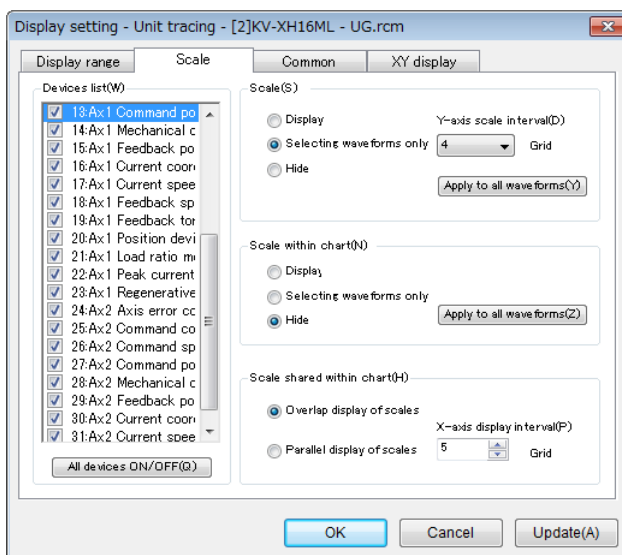 Display setting - Unit tracing - [2]KV-XH16ML - UG.rcm
Display range
Scale
Common
XY display
Devices list(W)
13:Ax1 Command po
14:Ax1 Mechanical c
15:Ax1 Feedback po
16:Ax1 Current coor
17:Ax1 Current spee
18:Ax1 Feedback sp
19:Ax1 Feedback tor
20:Ax1 Position devi
21:Ax1 Load ratio m
22:Ax1 Peak current
23:Ax1 Regenerative
24:Ax2 Axis error cc
25:Ax2 Command co
26:Ax2 Command sp
27:Ax2 Command po
28:Ax2 Mechanical c
29:Ax2 Feedback po
30:Ax2 Current coor
31:Ax2 Current spee
All devices ON/OFF(Q)
Scale(S)
Display
Selecting waveforms only
Hide
Y-axis scale interval(D)
4
Grid
Apply to all waveforms(Y)
Scale within chart(N)
Display
Selecting waveforms only
Hide
Apply to all waveforms(Z)
Scale shared within chart(H)
Overlap display of scales
Parallel display of scales
X-axis display interval(P)
5
Grid
OK
Cancel
Update(A)